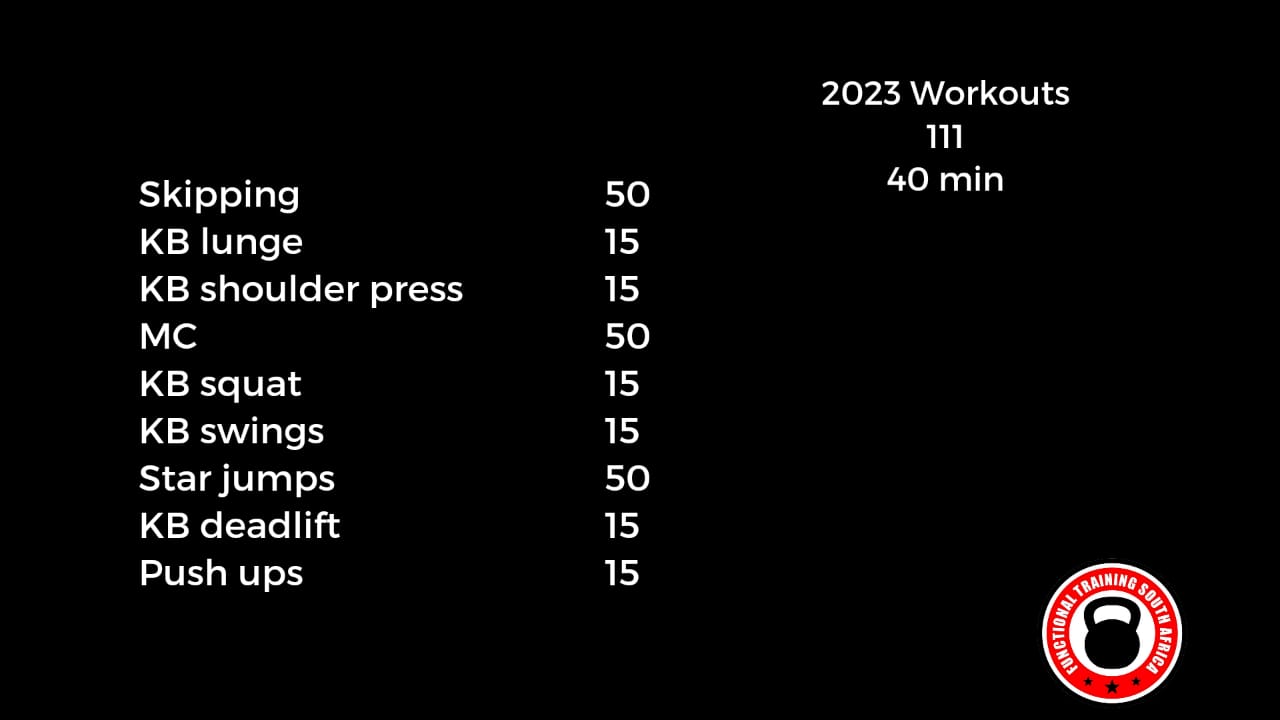 2023 Workouts
111
40 min
Skipping 50
KB lunge 15
KB shoulder press 15
MC 50
KB squat 15
KB swings 15
Star jumps 50
KB deadlift 15
Push ups 15
FUNCTIONAL TRAINING SOUTH AFRICA